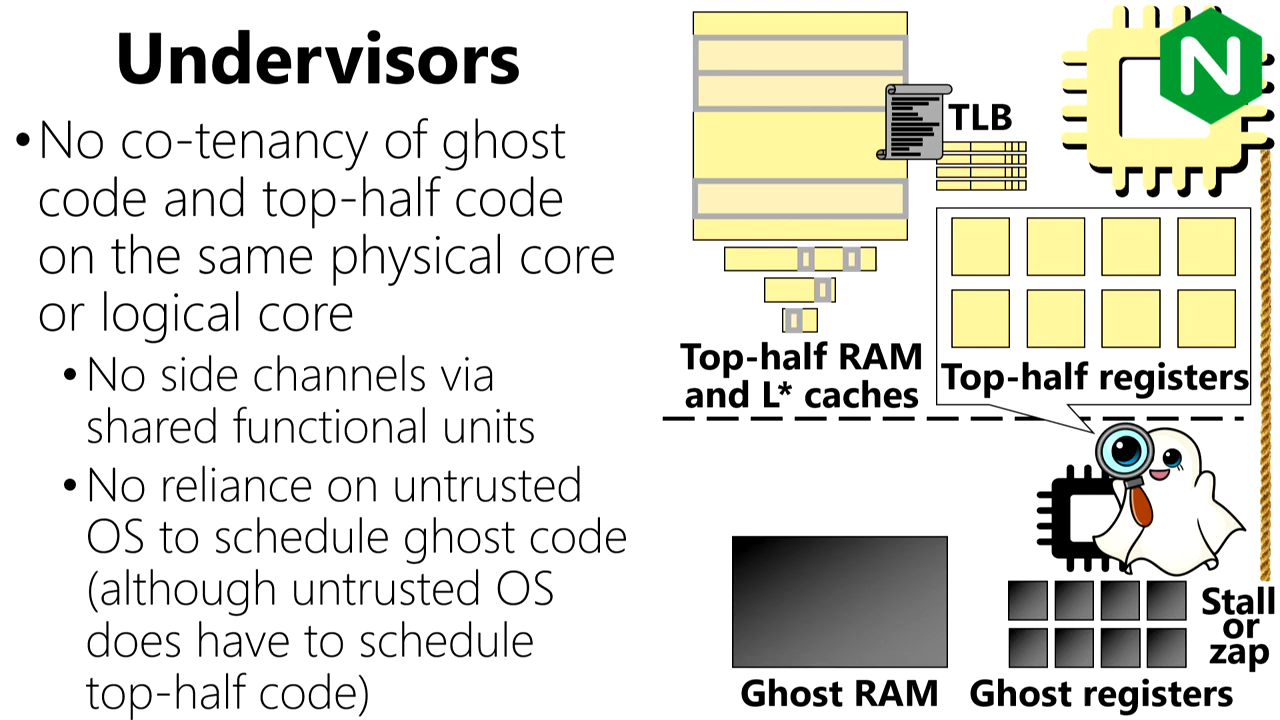 Undervisors
•No co-tenancy of ghost
code and top-half code
on the same physical core
or logical core
•No side channels via
shared functional units
•No reliance on untrusted
OS to schedule ghost code
(although untrusted OS
does have to schedule
top-half code)
TLB
N
Top-half RAM
and L* caches
Top-half registers
Ghost RAM
Ghost registers
Stall
or
zap